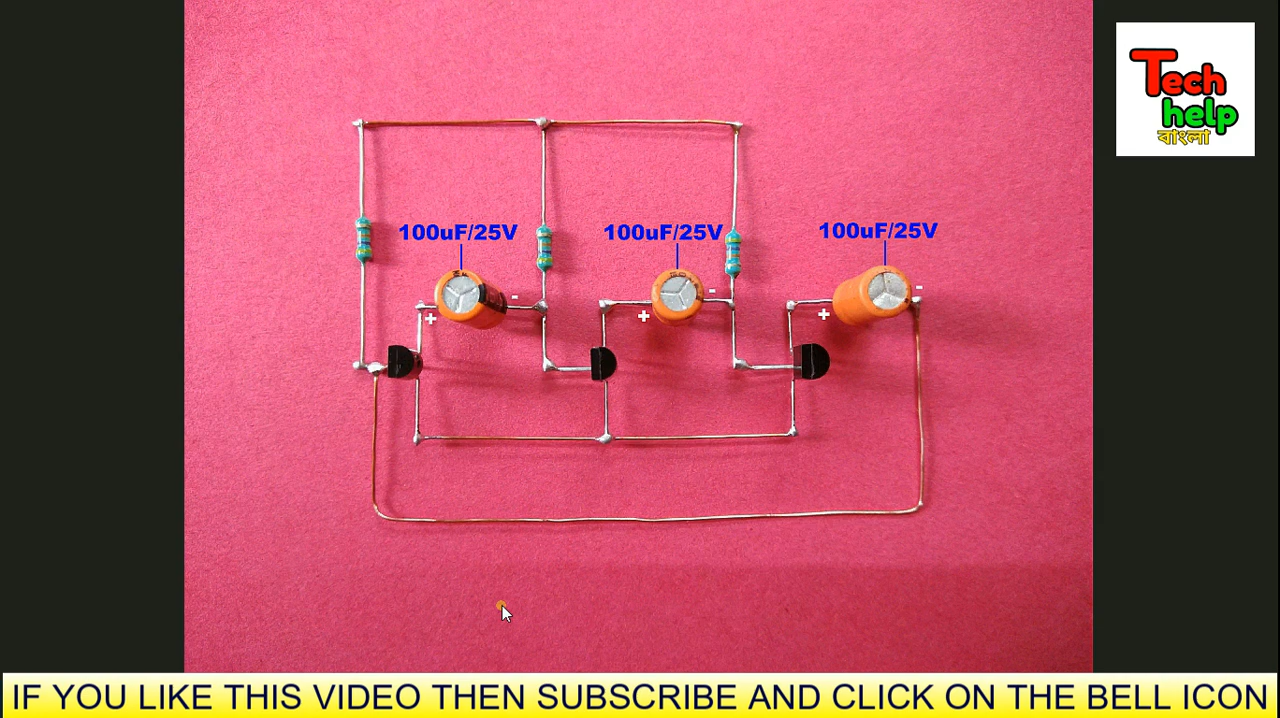 Tech
help
বাংলা
100uF/25V 100uF/25V 100uF/25V
- - -
+ + +
IF YOU LIKE THIS VIDEO THEN SUBSCRIBE AND CLICK ON THE BELL ICON